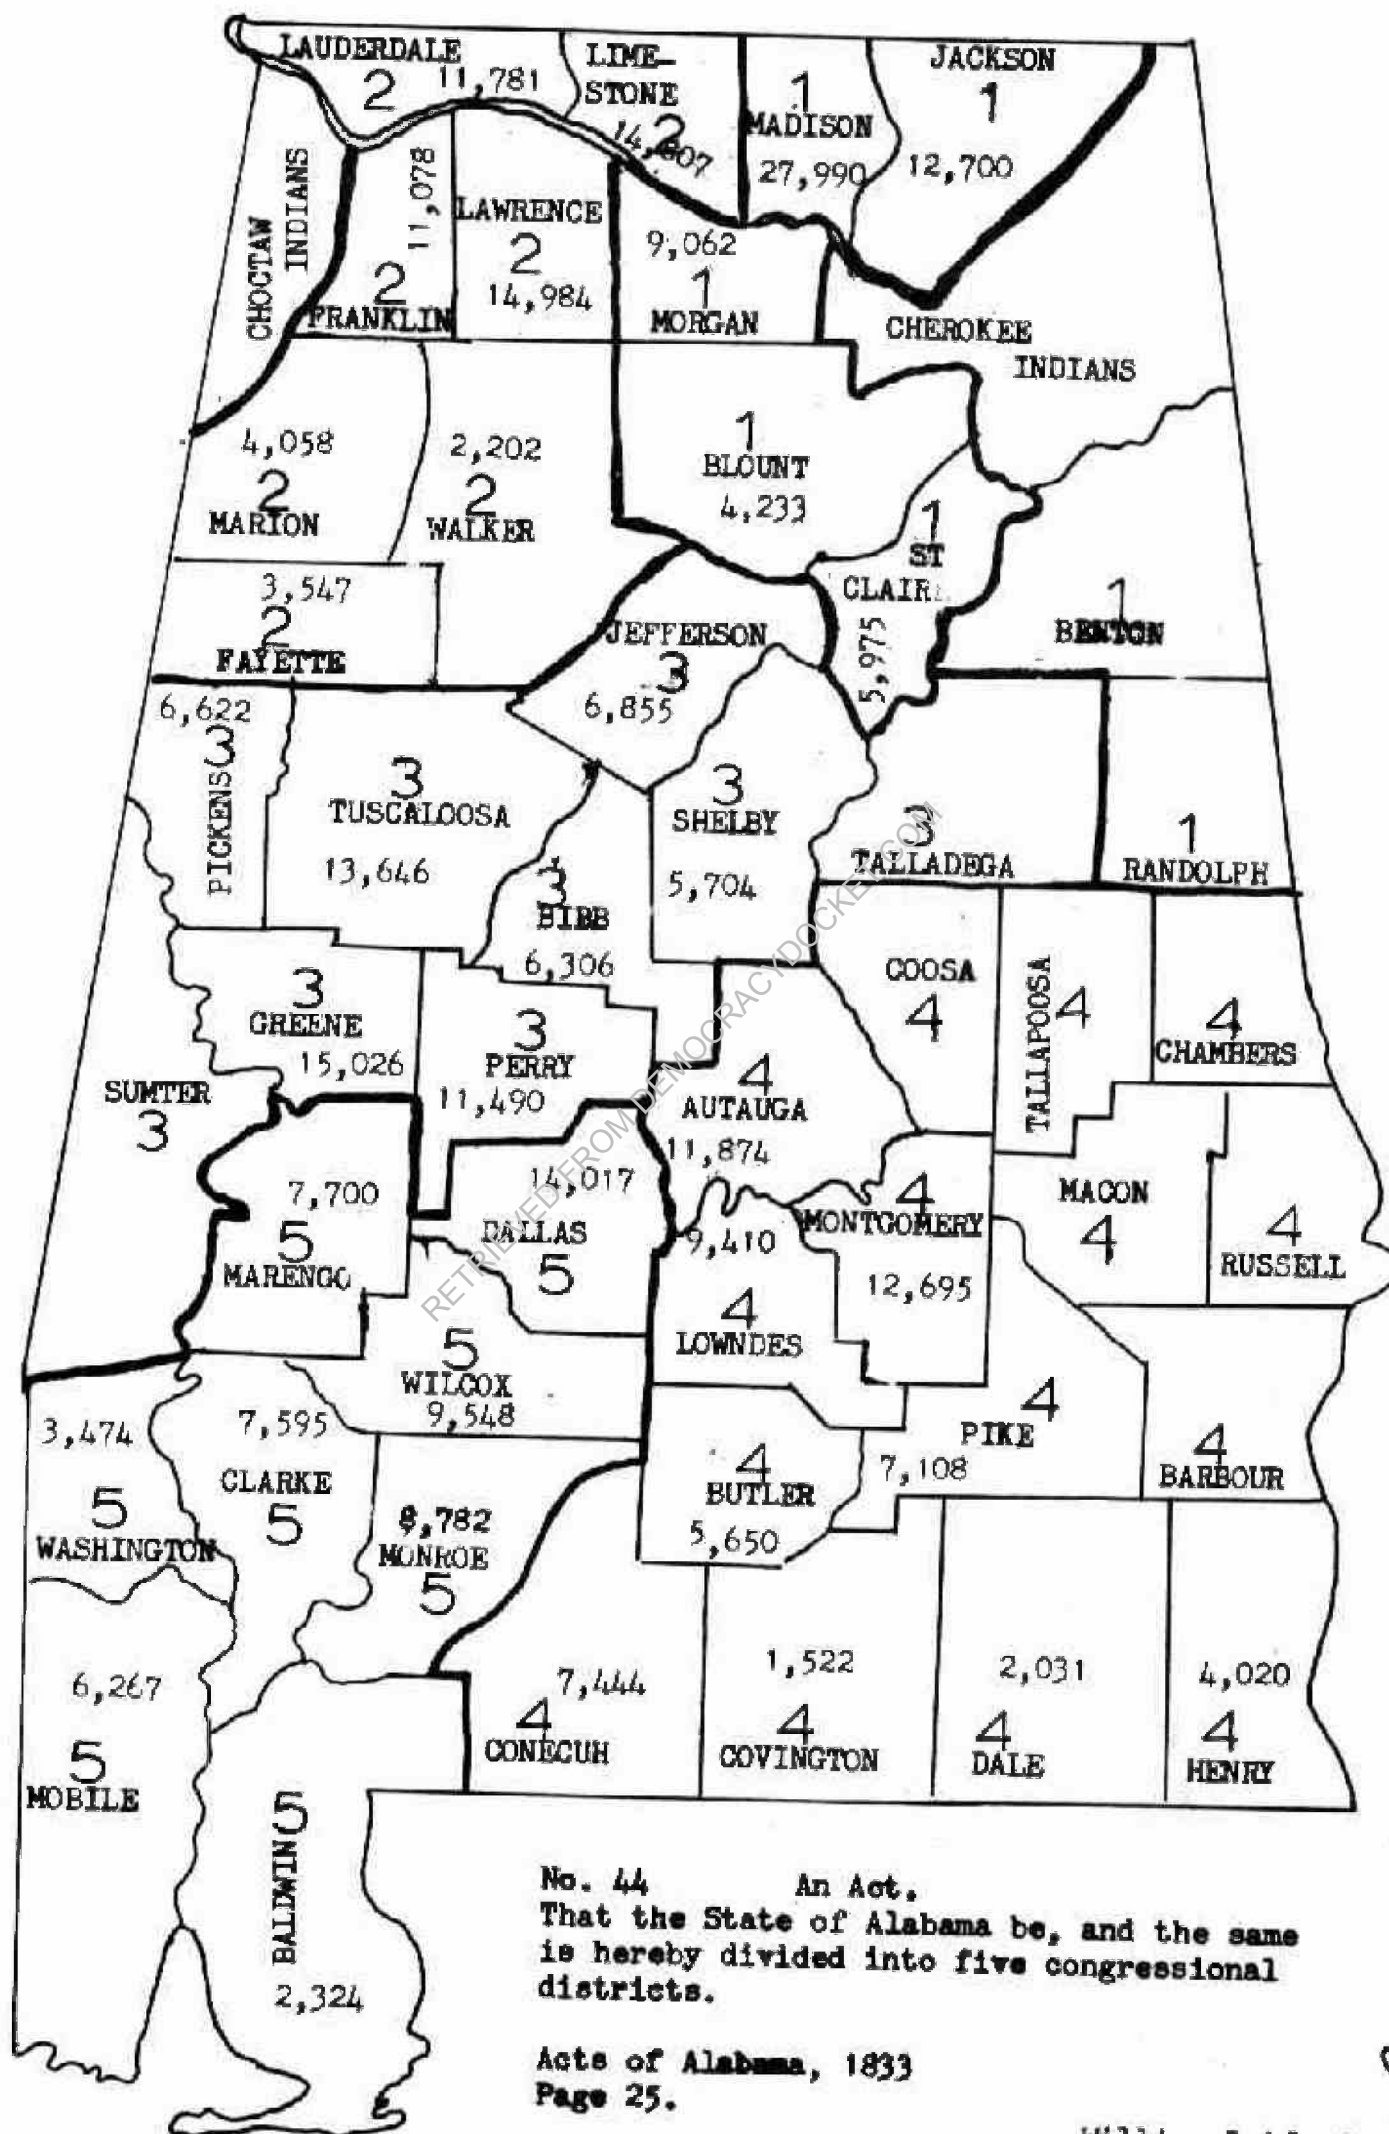 LAUDERDALE
2 11,781
LIME-
STONE
2
1
MADISON
27,990
JACKSON
1
12,700
CHOCTAW
INDIANS
11,078
2
FRANKLIN
LAWRENCE
2
14,984
9,062
1
MORGAN
CHEROKEE
INDIANS
4,058
2
MARION
2,202
2
WALKER
1
BLOUNT
4,233
1
ST
CLAIR
5,975
1
BENTON
3,547
2
FAYETTE
JEFFERSON
3
6,855
6,622
PICKENS 3
3
TUSCALOOSA
13,646
3
BIBB
6,306
3
SHELBY
5,704
3
TALLADEGA
1
RANDOLPH
3
GREENE
15,026
3
PERRY
11,490
SUMTER
3
COOSA
4
TALLAPOOSA
4
4
CHAMBERS
4
AUTAUGA
11,874
7,700
5
MARENGO
14,017
DALLAS
5
9,410
4
LOWNDES
4
MONTGOMERY
12,695
MACON
4
4
RUSSELL
5
WILCOX
9,548
3,474
5
WASHINGTON
7,595
CLARKE
5
8,782
MONROE
5
4
BUTLER
5,650
4
PIKE
7,108
4
BARBOUR
6,267
5
MOBILE
BALDWIN 5
2,324
7,444
4
CONECUH
1,522
4
COVINGTON
2,031
4
DALE
4,020
4
HENRY
RETRIEVED FROM DEMOCRACYDOCKET.COM
No. 44 An Act.
That the State of Alabama be, and the same
is hereby divided into five congressional
districts.
Acts of Alabama, 1833
Page 25.